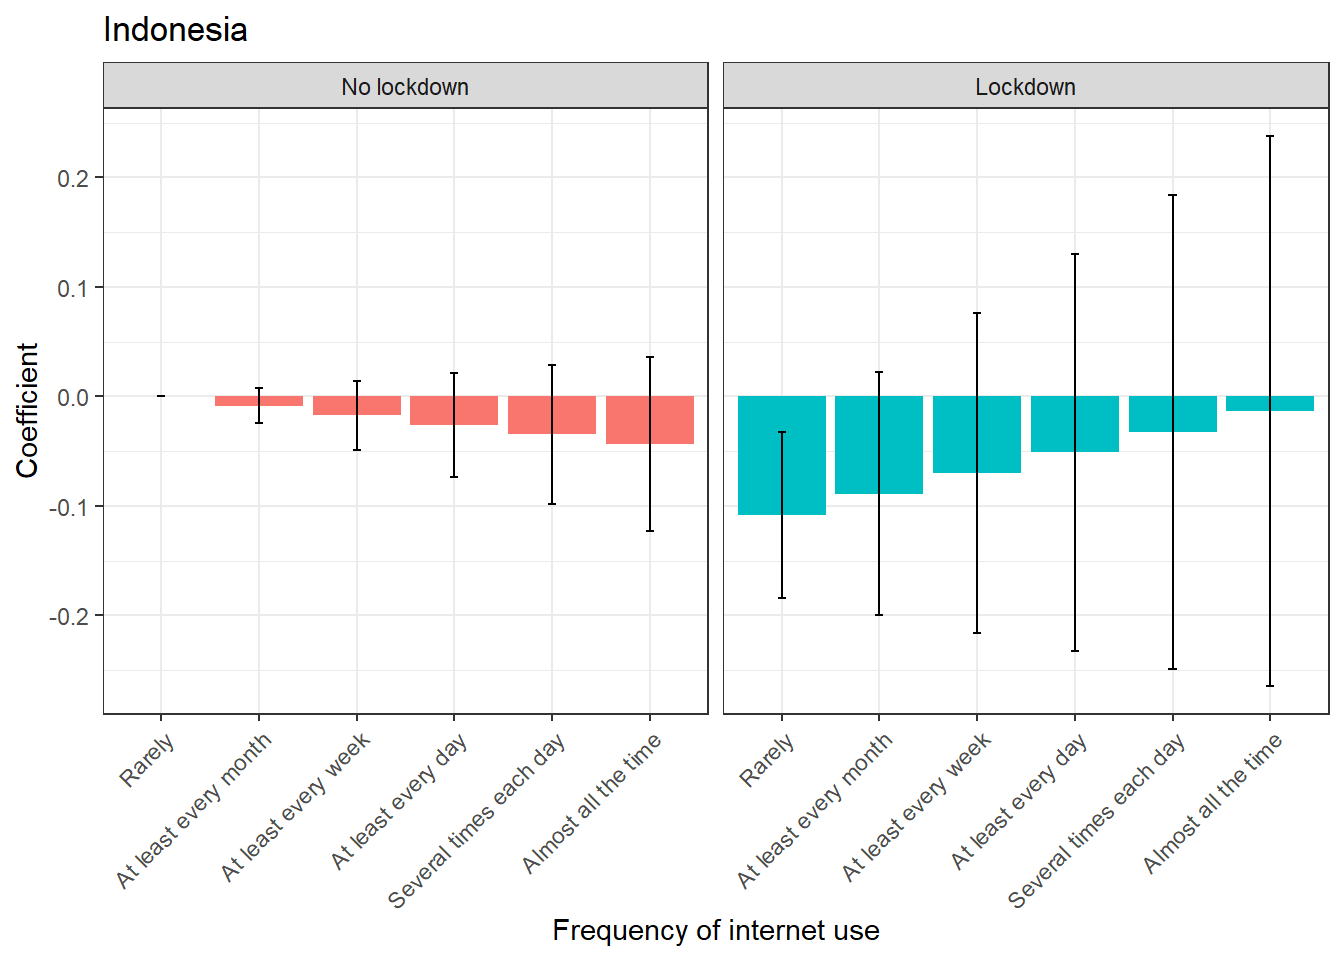 Indonesia
No lockdown
Lockdown
Coefficient
0.2
0.1
0.0
-0.1
-0.2
Rarely
At least every month
At least every week
At least every day
Several times each day
Almost all the time
Rarely
At least every month
At least every week
At least every day
Several times each day
Almost all the time
Frequency of internet use